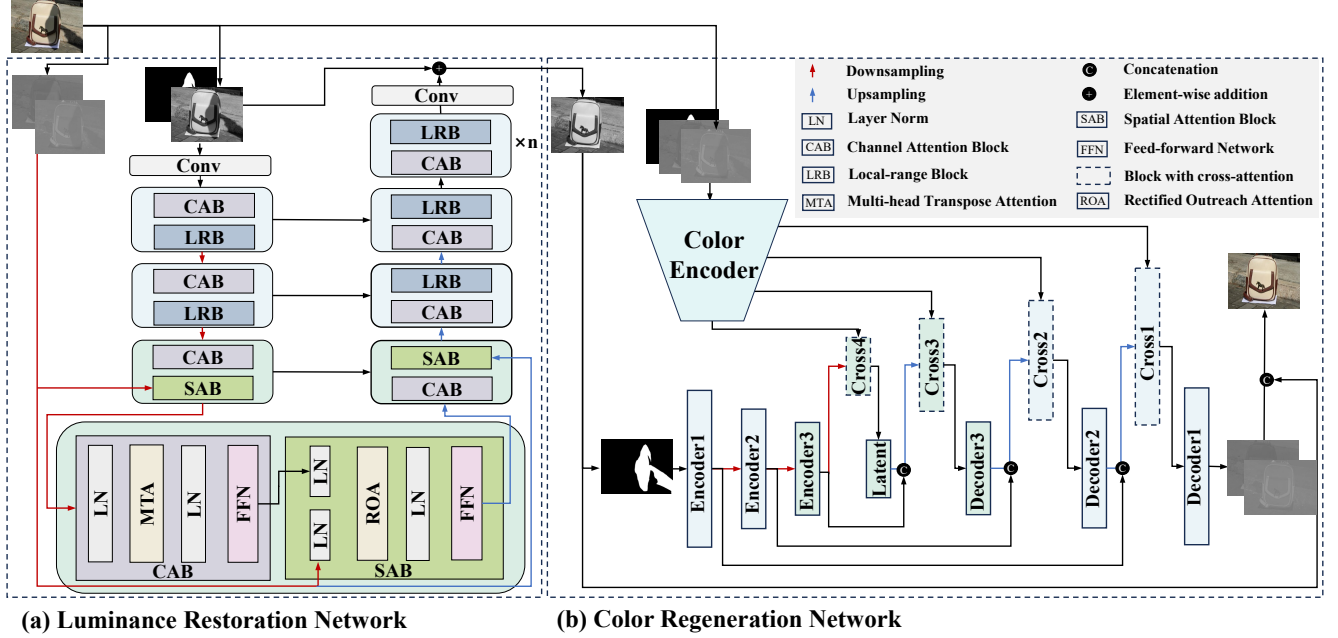 Conv
CAB
LRB
CAB
LRB
CAB
SAB
Conv
LRB
CAB
×n
LRB
CAB
LRB
CAB
SAB
CAB
LN
MTA
LN
FFN
CAB
LN
LN
ROA
LN
FFN
SAB
(a) Luminance Restoration Network
Color
Encoder
Encoder1
Encoder2
Encoder3
Cross4
Latent
C
Cross3
Decoder3
C
Cross2
Decoder2
C
Cross1
Decoder1
C
Downsampling
Upsampling
LN Layer Norm
CAB Channel Attention Block
LRB Local-range Block
MTA Multi-head Transpose Attention
C Concatenation
+ Element-wise addition
SAB Spatial Attention Block
FFN Feed-forward Network
Block with cross-attention
ROA Rectified Outreach Attention
(b) Color Regeneration Network